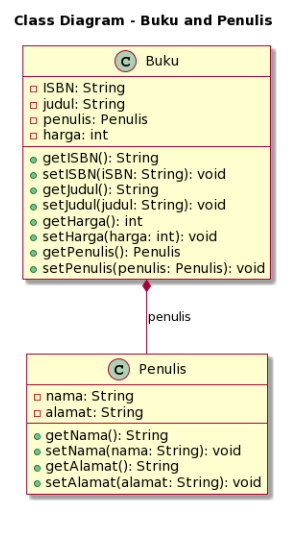 Class Diagram - Buku and Penulis
C Buku
ISBN: String
judul: String
penulis: Penulis
harga: int
getISBN(): String
setISBN(iSBN: String): void
getJudul(): String
setJudul(judul: String): void
getHarga(): int
setHarga(harga: int): void
getPenulis(): Penulis
setPenulis(penulis: Penulis): void
penulis
C Penulis
nama: String
alamat: String
getNama(): String
setNama(nama: String): void
getAlamat(): String
setAlamat(alamat: String): void